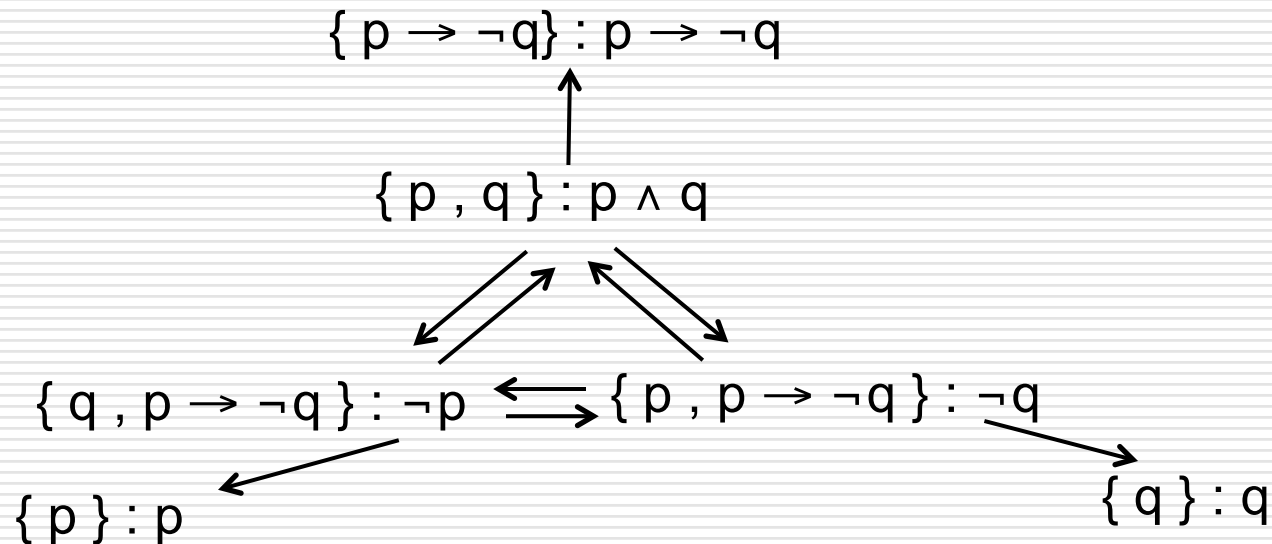 { p → ¬q} : p → ¬q
{ p , q } : p ∧ q
{ q , p → ¬q } : ¬p
{ p , p → ¬q } : ¬q
{ p } : p
{ q } : q